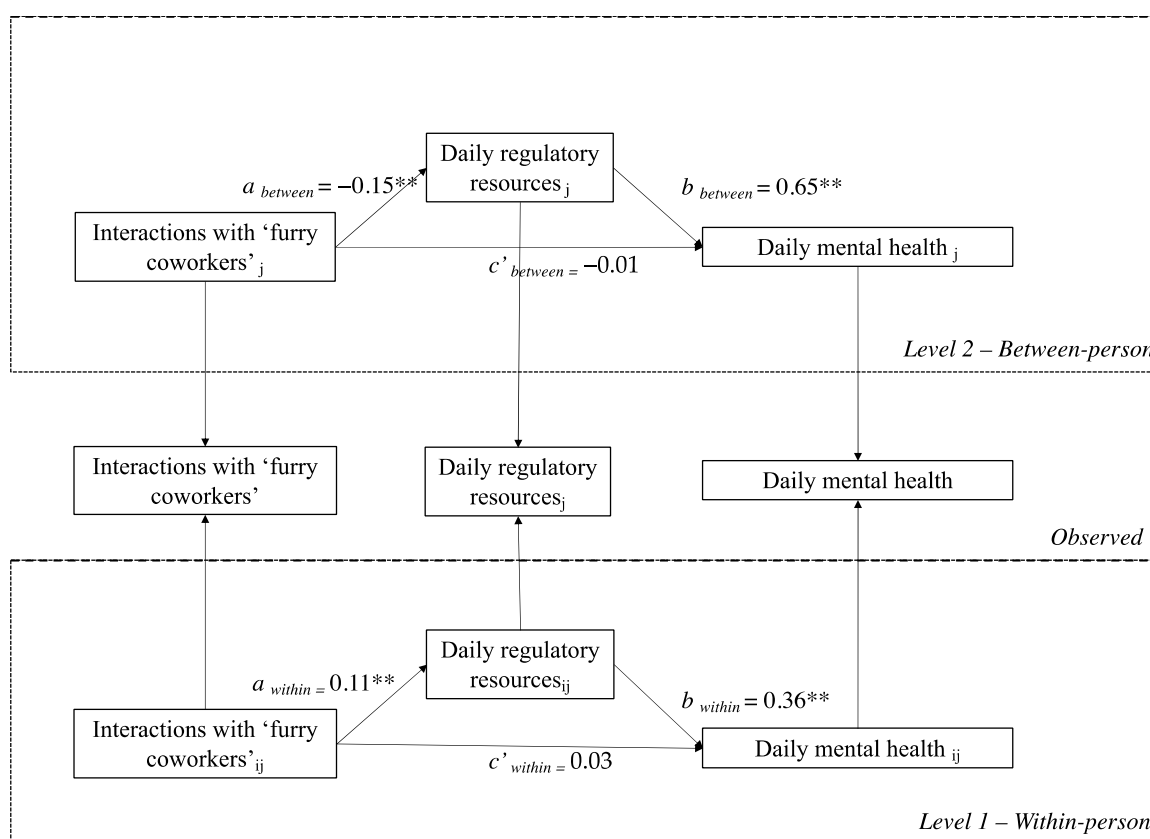 Daily regulatory
resources j
a between = −0.15**
b between = 0.65**
Interactions with ‘furry
coworkers’ j
Daily mental health j
c’ between = −0.01
Level 2 – Between-person
Interactions with ‘furry
coworkers’
Daily regulatory
resourcesj
Daily mental health
Observed
Daily regulatory
resourcesij
a within = 0.11**
b within = 0.36**
Interactions with ‘furry
coworkers’ij
Daily mental health ij
c’ within = 0.03
Level 1 – Within-person